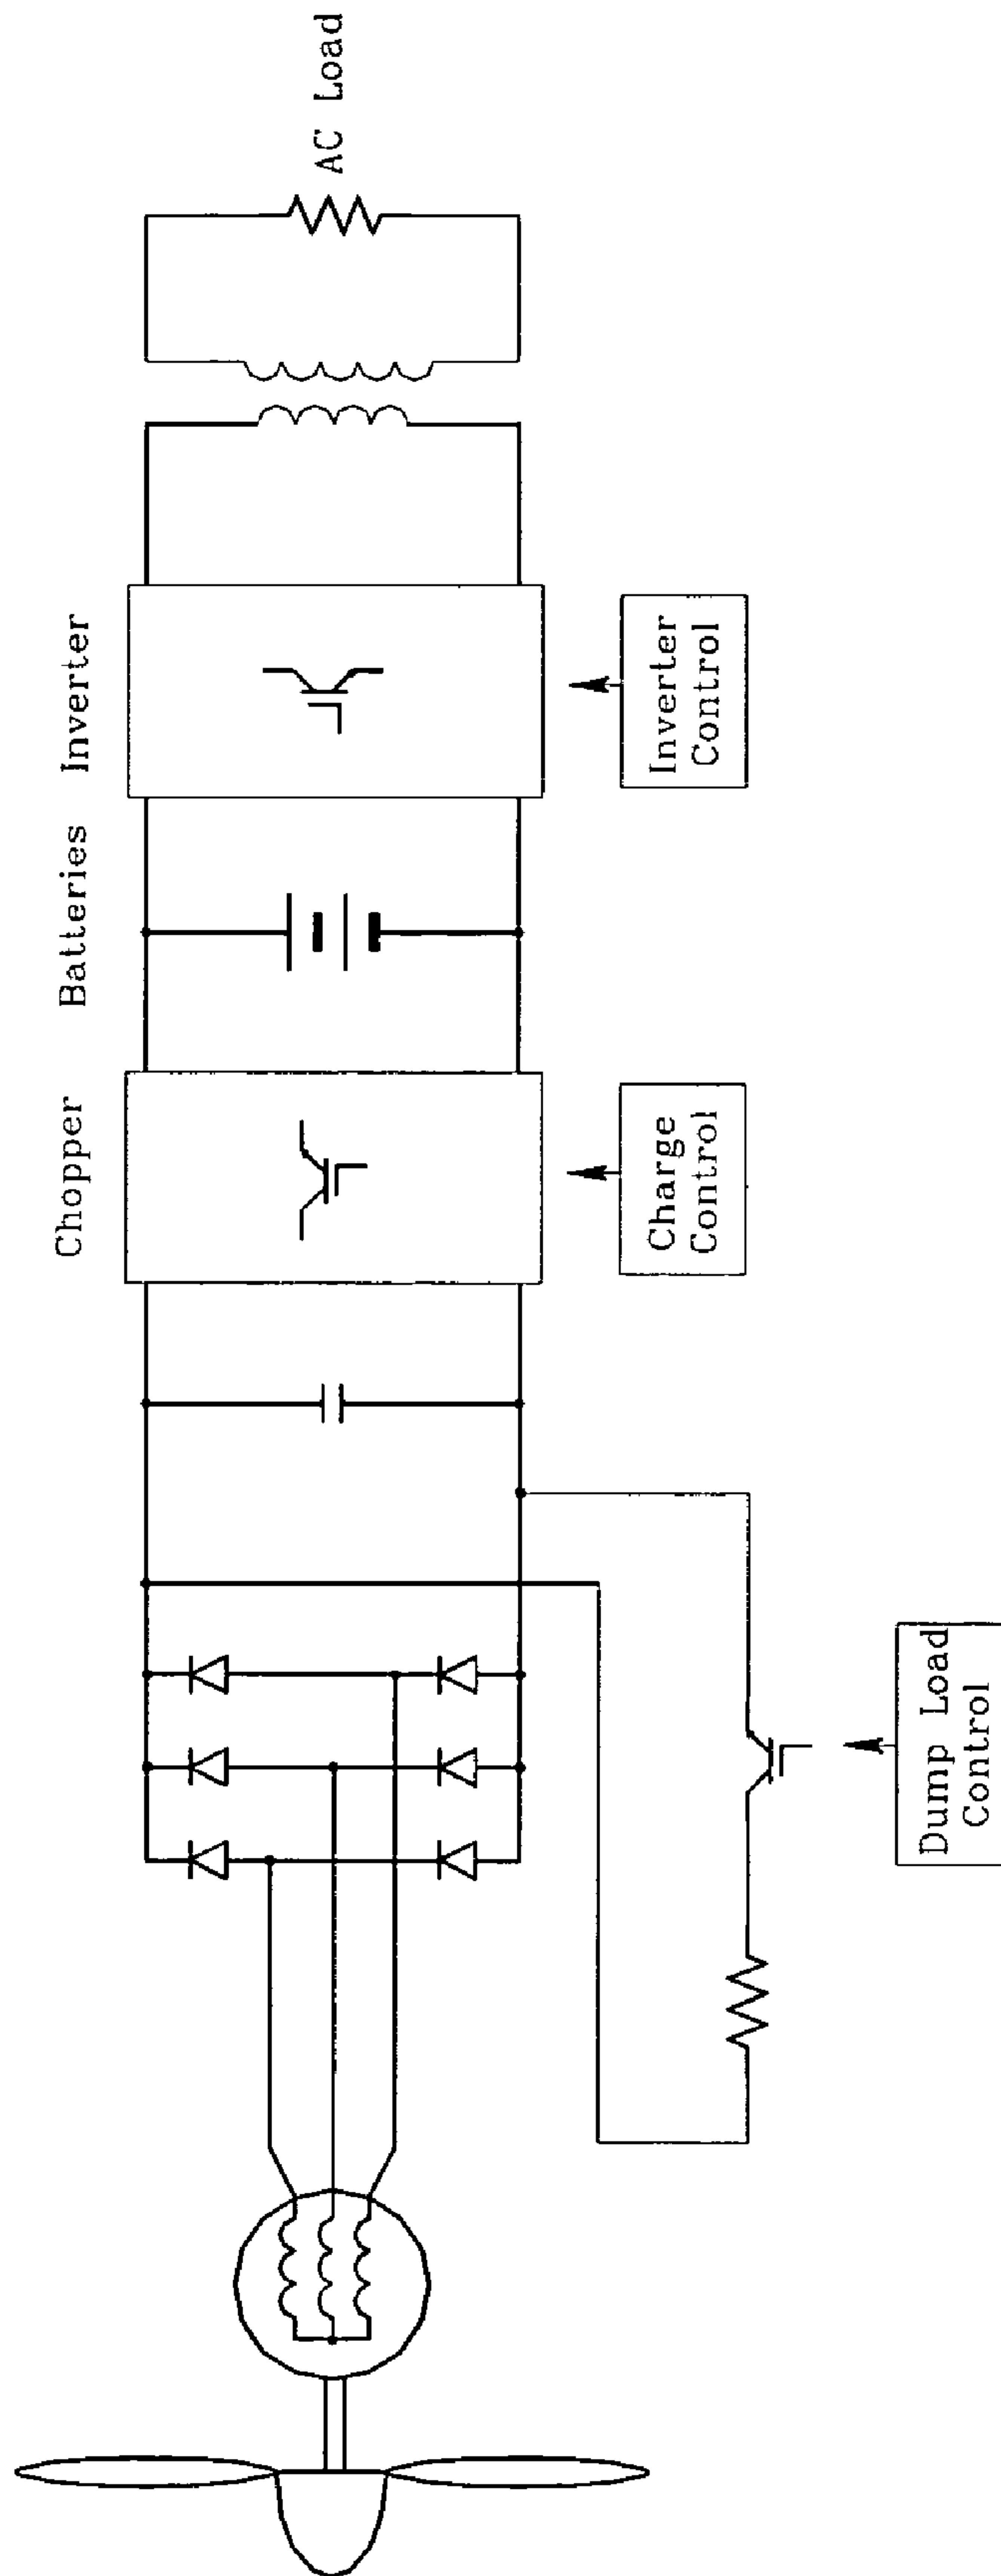 Chopper
Batteries
Inverter
AC Load
Charge
Control
Inverter
Control
Dump Load
Control